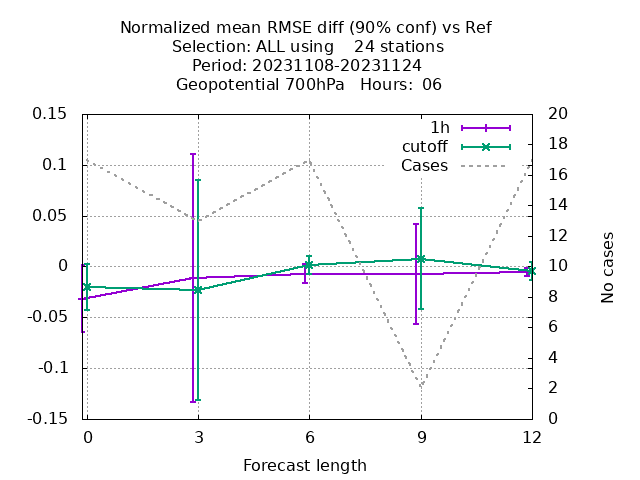 Normalized mean RMSE diff (90% conf) vs Ref
Selection: ALL using    24 stations
Period: 20231108-20231124
Geopotential 700hPa   Hours:  06
1h
cutoff
Cases
0.15
0.1
0.05
0
-0.05
-0.1
-0.15
20
18
16
14
12
10
8
6
4
2
0
No cases
0 3 6 9 12
Forecast length